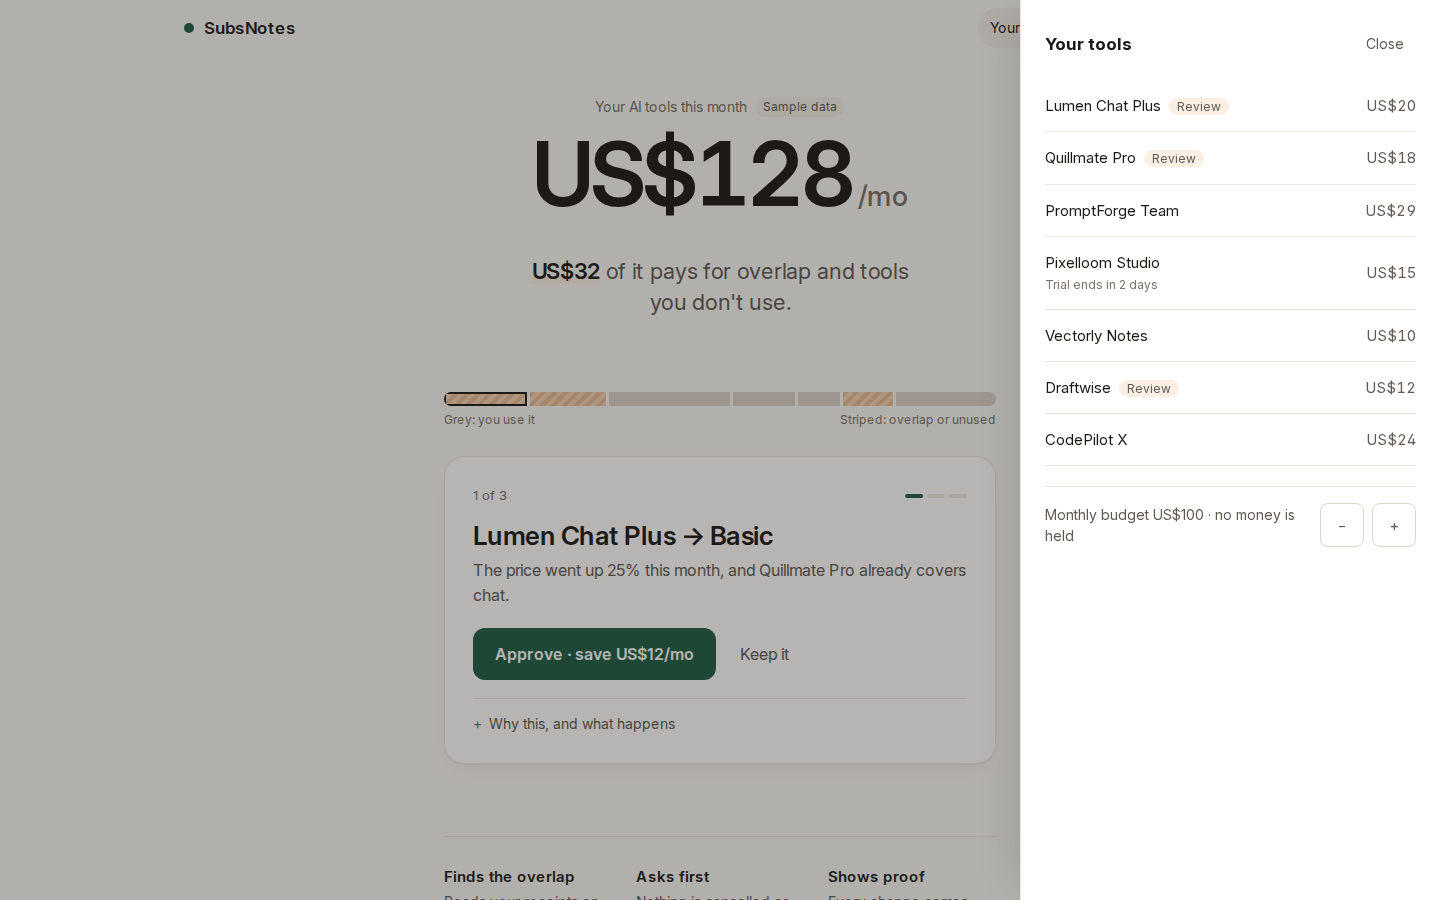 SubsNotes
Your
Your AI tools this month
Sample data
US$128/mo
US$32 of it pays for overlap and tools
you don't use.
Grey: you use it
Striped: overlap or unused
1 of 3
Lumen Chat Plus → Basic
The price went up 25% this month, and Quillmate Pro already covers
chat.
Approve · save US$12/mo
Keep it
+ Why this, and what happens
Finds the overlap
Asks first
Shows proof
Your tools
Close
Lumen Chat Plus Review US$20
Quillmate Pro Review US$18
PromptForge Team US$29
Pixelloom Studio US$15
Trial ends in 2 days
Vectorly Notes US$10
Draftwise Review US$12
CodePilot X US$24
Monthly budget US$100 · no money is
held
− +